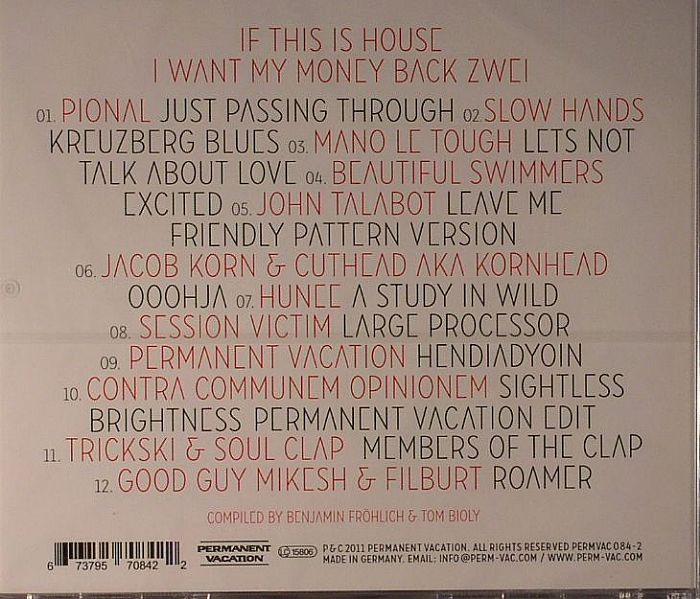 IF THIS IS HOUSE
I WANT MY MONEY BACK ZWEI
01. PIONAL JUST PASSING THROUGH 02. SLOW HANDS
KREUZBERG BLUES 03. MANO LE TOUGH LETS NOT
TALK ABOUT LOVE 04. BEAUTIFUL SWIMMERS
EXCITED 05. JOHN TALABOT LEAVE ME
FRIENDLY PATTERN VERSION
06. JACOB KORN & CUTHEAD AKA KORNHEAD
OOOHJA 07. HUNEE A STUDY IN WILD
08. SESSION VICTIM LARGE PROCESSOR
09. PERMANENT VACATION HENDIADYOIN
10. CONTRA COMMUNEM OPINIONEM SIGHTLESS
BRIGHTNESS PERMANENT VACATION EDIT
11. TRICKSKI & SOUL CLAP MEMBERS OF THE CLAP
12. GOOD GUY MIKESH & FILBURT ROAMER
COMPILED BY BENJAMIN FRÖHLICH & TOM BIOLY
6 73795 70842 2
PERMANENT
VACATION
LC 15806
P & C 2011 PERMANENT VACATION. ALL RIGHTS RESERVED PERMVAC 084-2
MADE IN GERMANY. EMAIL: INFO@PERM-VAC.COM / WWW.PERM-VAC.COM